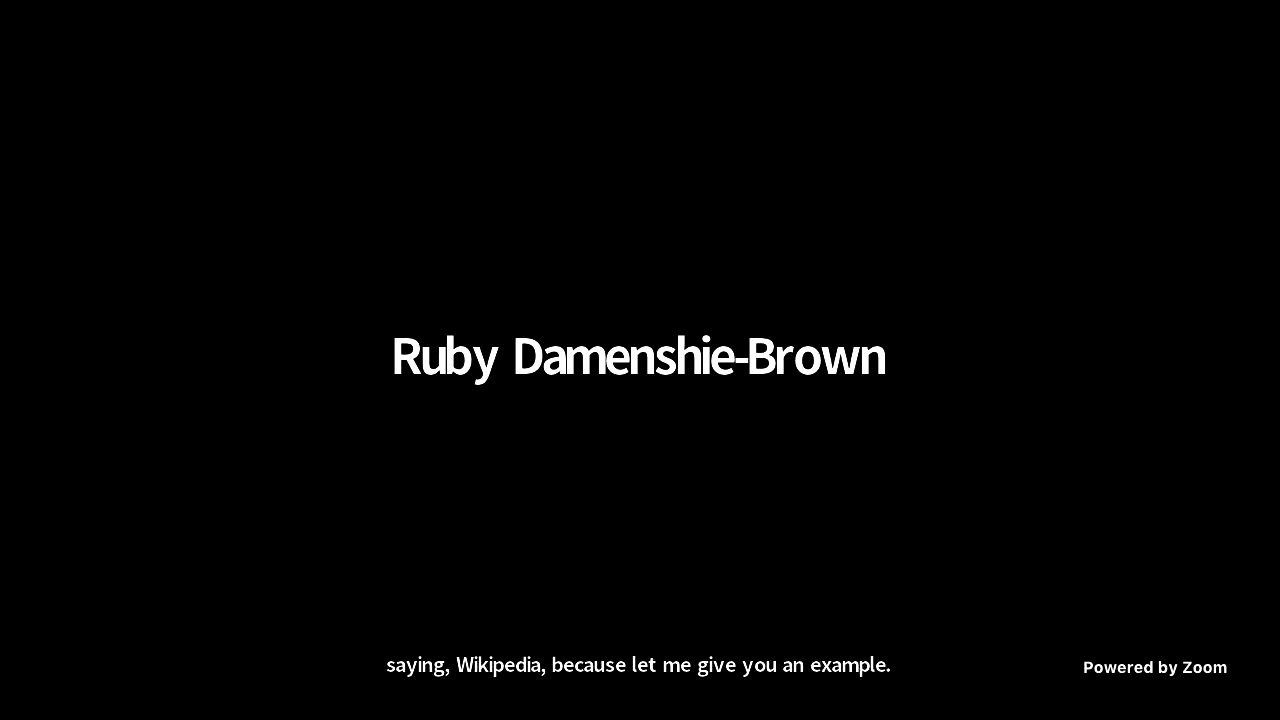 Ruby Damenshie-Brown
saying, Wikipedia, because let me give you an example.
Powered by Zoom